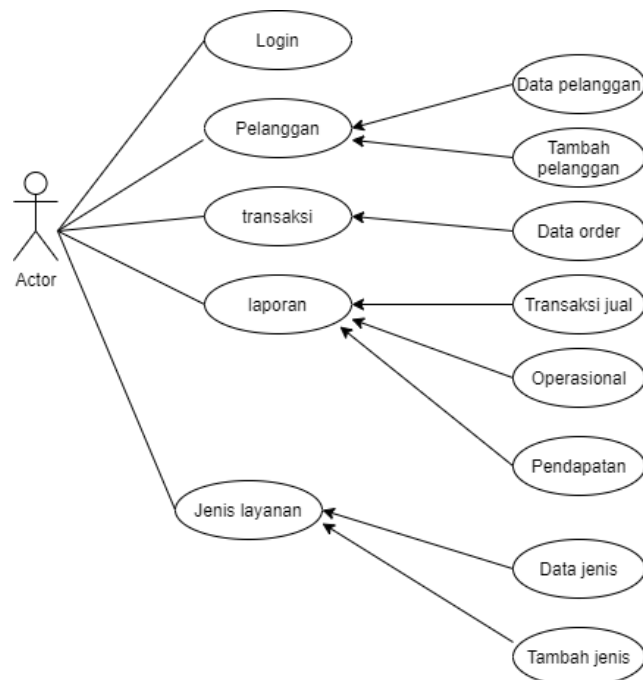 Login
Data pelanggan
Pelanggan
Tambah
pelanggan
transaksi
Data order
Actor
laporan
Transaksi jual
Operasional
Pendapatan
Jenis layanan
Data jenis
Tambah jenis